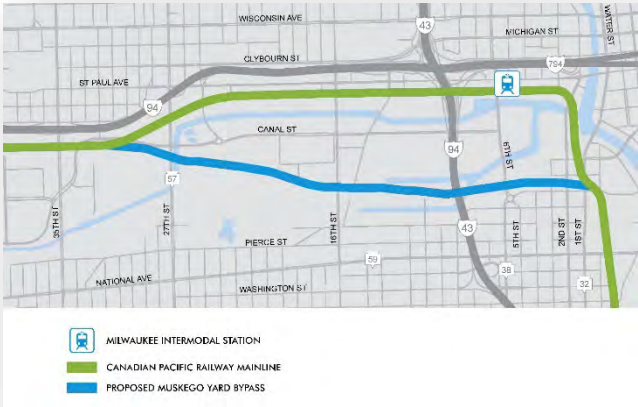 WISCONSIN AVE
43
MICHIGAN ST
WATER ST
CLYBOURN ST
794
ST PAUL AVE
94
CANAL ST
6TH ST
94
57
35TH ST
27TH ST
16TH ST
PIERCE ST
43
5TH ST
2ND ST
1ST ST
59
38
NATIONAL AVE
WASHINGTON ST
32
MILWAUKEE INTERMODAL STATION
CANADIAN PACIFIC RAILWAY MAINLINE
PROPOSED MUSKEGO YARD BYPASS